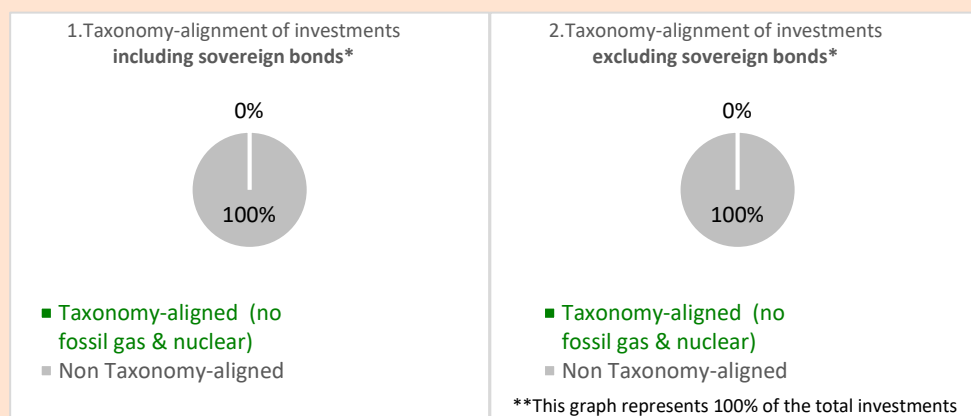 1.Taxonomy-alignment of investments
including sovereign bonds*
0%
100%
■ Taxonomy-aligned (no
fossil gas & nuclear)
■ Non Taxonomy-aligned
2.Taxonomy-alignment of investments
excluding sovereign bonds*
0%
100%
■ Taxonomy-aligned (no
fossil gas & nuclear)
■ Non Taxonomy-aligned
**This graph represents 100% of the total investments